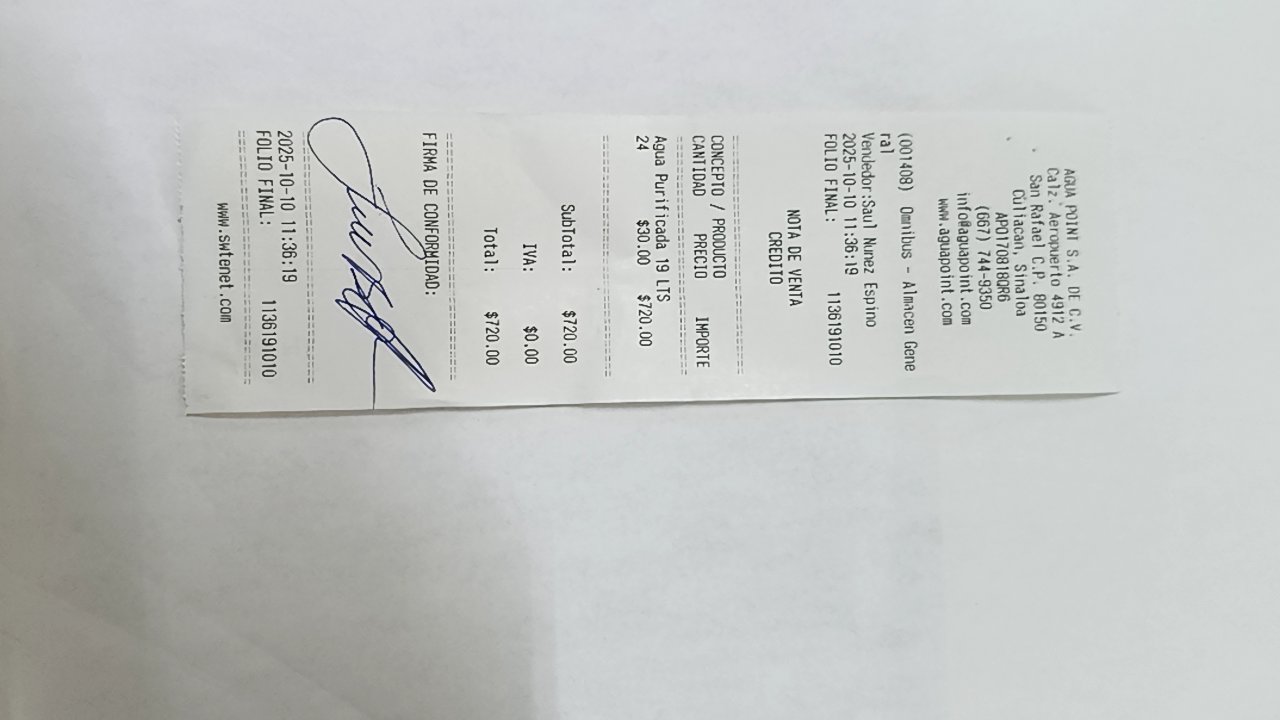 AGUA POINT S.A. DE C.V.
Calz. Aeropuerto 4912 A
San Rafael C.P. 80150
Culiacan, Sinaloa
APO170818QR6
(667) 744-9350
info@aguapoint.com
www.aguapoint.com
(001408) Omnibus - Almacen Gene
ral
Vendedor:Saul Nunez Espino
2025-10-10 11:36:19
FOLIO FINAL: 1136191010
NOTA DE VENTA
CREDITO
CONCEPTO / PRODUCTO
CANTIDAD PRECIO IMPORTE
Agua Purificada 19 LTS
24 $30.00 $720.00
SubTotal: $720.00
IVA: $0.00
Total: $720.00
FIRMA DE CONFORMIDAD:
2025-10-10 11:36:19
FOLIO FINAL: 1136191010
www.swtenet.com